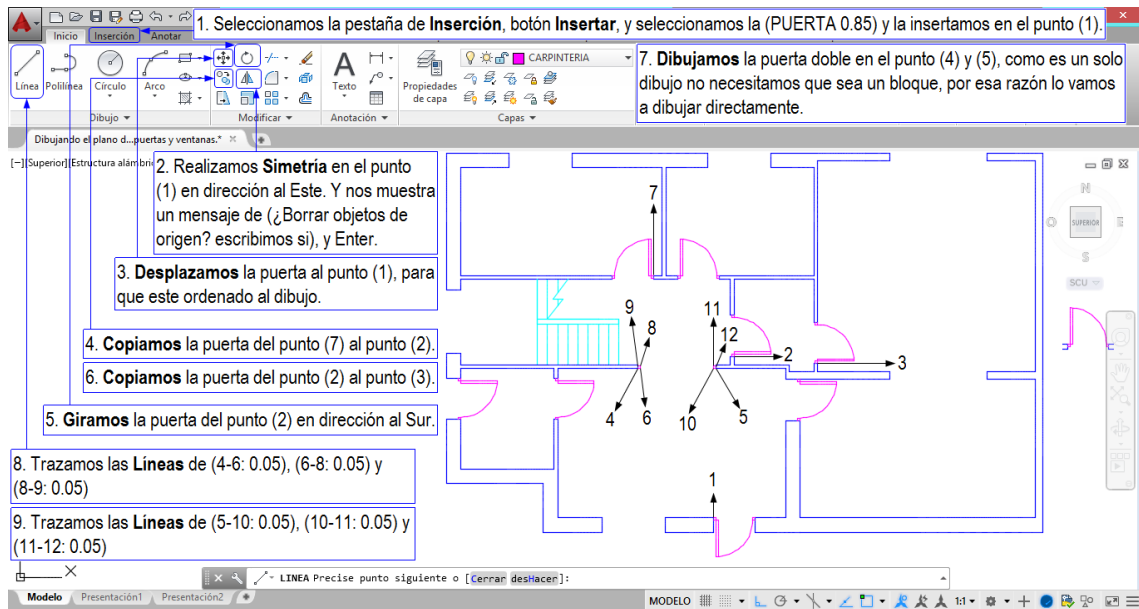 1. Seleccionamos la pestaña de Inserción, botón Insertar, y seleccionamos la (PUERTA 0.85) y la insertamos en el punto (1).
Inicio Inserción Anotar
7. Dibujamos la puerta doble en el punto (4) y (5), como es un solo
dibujo no necesitamos que sea un bloque, por esa razón lo vamos
a dibujar directamente.
CARPINTERIA
Línea Polilínea Círculo Arco
Texto
Propiedades
de capa
Dibujo Modificar Anotación Capas
Dibujando el plano d...puertas y ventanas.*
[−][Superior][Estructura alámbri
2. Realizamos Simetría en el punto
(1) en dirección al Este. Y nos muestra
un mensaje de (¿Borrar objetos de
origen? escribimos si), y Enter.
3. Desplazamos la puerta al punto (1), para
que este ordenado al dibujo.
4. Copiamos la puerta del punto (7) al punto (2).
6. Copiamos la puerta del punto (2) al punto (3).
5. Giramos la puerta del punto (2) en dirección al Sur.
8. Trazamos las Líneas de (4-6: 0.05), (6-8: 0.05) y
(8-9: 0.05)
9. Trazamos las Líneas de (5-10: 0.05), (10-11: 0.05) y
(11-12: 0.05)
7
9
8
11
12
2
3
4
6
10
5
1
N
O
SUPERIOR
E
S
SCU
X
LINEA Precise punto siguiente o [Cerrar desHacer]:
Modelo Presentación1 Presentación2
MODELO
1:1